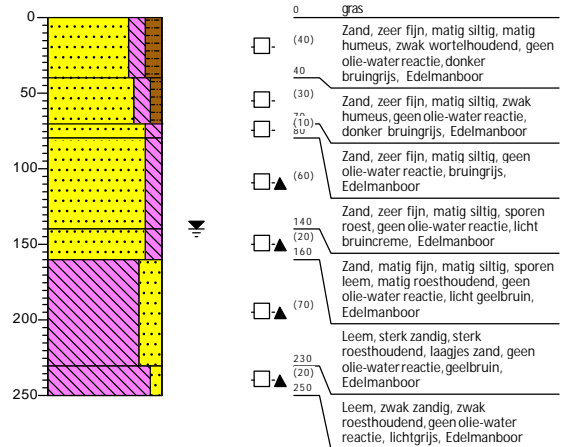 0
50
100
150
200
250
0 gras
(40)
Zand, zeer fijn, matig siltig, matig
humeus, zwak wortelhoudend, geen
olie-water reactie, donker
bruingrijs, Edelmanboor
40
(30)
Zand, zeer fijn, matig siltig, zwak
humeus, geen olie-water reactie,
donker bruingrijs, Edelmanboor
70
(10)
80
Zand, zeer fijn, matig siltig, geen
olie-water reactie, bruingrijs,
Edelmanboor
(60)
Zand, zeer fijn, matig siltig, sporen
roest, geen olie-water reactie, licht
bruincreme, Edelmanboor
140
(20)
160
Zand, matig fijn, matig siltig, sporen
leem, matig roesthoudend, geen
olie-water reactie, licht geelbruin,
Edelmanboor
(70)
Leem, sterk zandig, sterk
roesthoudend, laagjes zand, geen
olie-water reactie, geelbruin,
Edelmanboor
230
(20)
250
Leem, zwak zandig, zwak
roesthoudend, geen olie-water
reactie, lichtgrijs, Edelmanboor